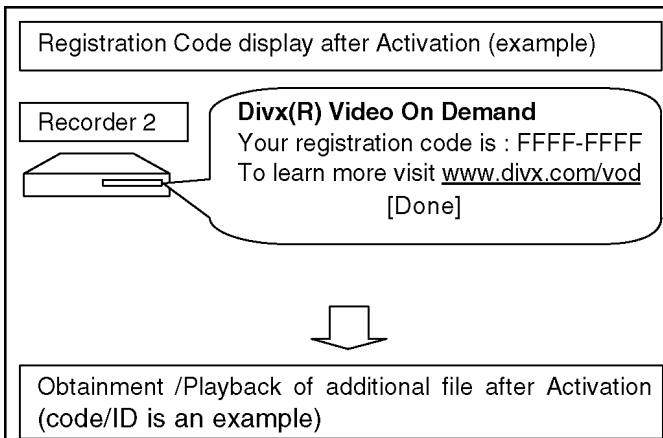 Registration Code display after Activation (example)
Recorder 2
Divx(R) Video On Demand
Your registration code is : FFFF-FFFF
To learn more visit www.divx.com/vod
[Done]
Obtainment /Playback of additional file after Activation
(code/ID is an example)